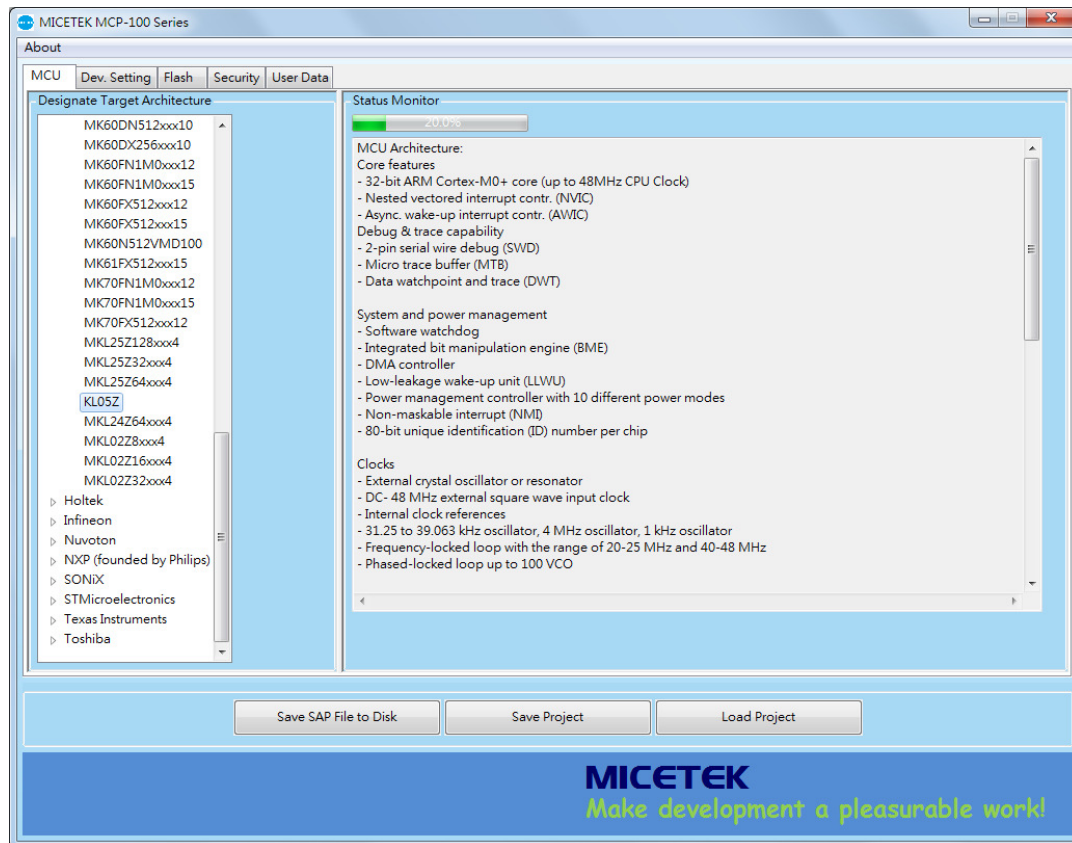 MICETEK MCP-100 Series
About
MCU Dev. Setting Flash Security User Data
Designate Target Architecture
MK60DN512xxx10
MK60DX256xxx10
MK60FN1M0xxx12
MK60FN1M0xxx15
MK60FX512xxx12
MK60FX512xxx15
MK60N512VMD100
MK61FX512xxx15
MK70FN1M0xxx12
MK70FN1M0xxx15
MK70FX512xxx12
MKL25Z128xxx4
MKL25Z32xxx4
MKL25Z64xxx4
KL05Z
MKL24Z64xxx4
MKL02Z8xxx4
MKL02Z16xxx4
MKL02Z32xxx4
Holtek
Infineon
Nuvoton
NXP (founded by Philips)
SONiX
STMicroelectronics
Texas Instruments
Toshiba
Status Monitor
20.0%
MCU Architecture:
Core features
- 32-bit ARM Cortex-M0+ core (up to 48MHz CPU Clock)
- Nested vectored interrupt contr. (NVIC)
- Async. wake-up interrupt contr. (AWIC)
Debug & trace capability
- 2-pin serial wire debug (SWD)
- Micro trace buffer (MTB)
- Data watchpoint and trace (DWT)
System and power management
- Software watchdog
- Integrated bit manipulation engine (BME)
- DMA controller
- Low-leakage wake-up unit (LLWU)
- Power management controller with 10 different power modes
- Non-maskable interrupt (NMI)
- 80-bit unique identification (ID) number per chip
Clocks
- External crystal oscillator or resonator
- DC- 48 MHz external square wave input clock
- Internal clock references
- 31.25 to 39.063 kHz oscillator, 4 MHz oscillator, 1 kHz oscillator
- Frequency-locked loop with the range of 20-25 MHz and 40-48 MHz
- Phased-locked loop up to 100 VCO
Save SAP File to Disk Save Project Load Project
MICETEK
Make development a pleasurable work!